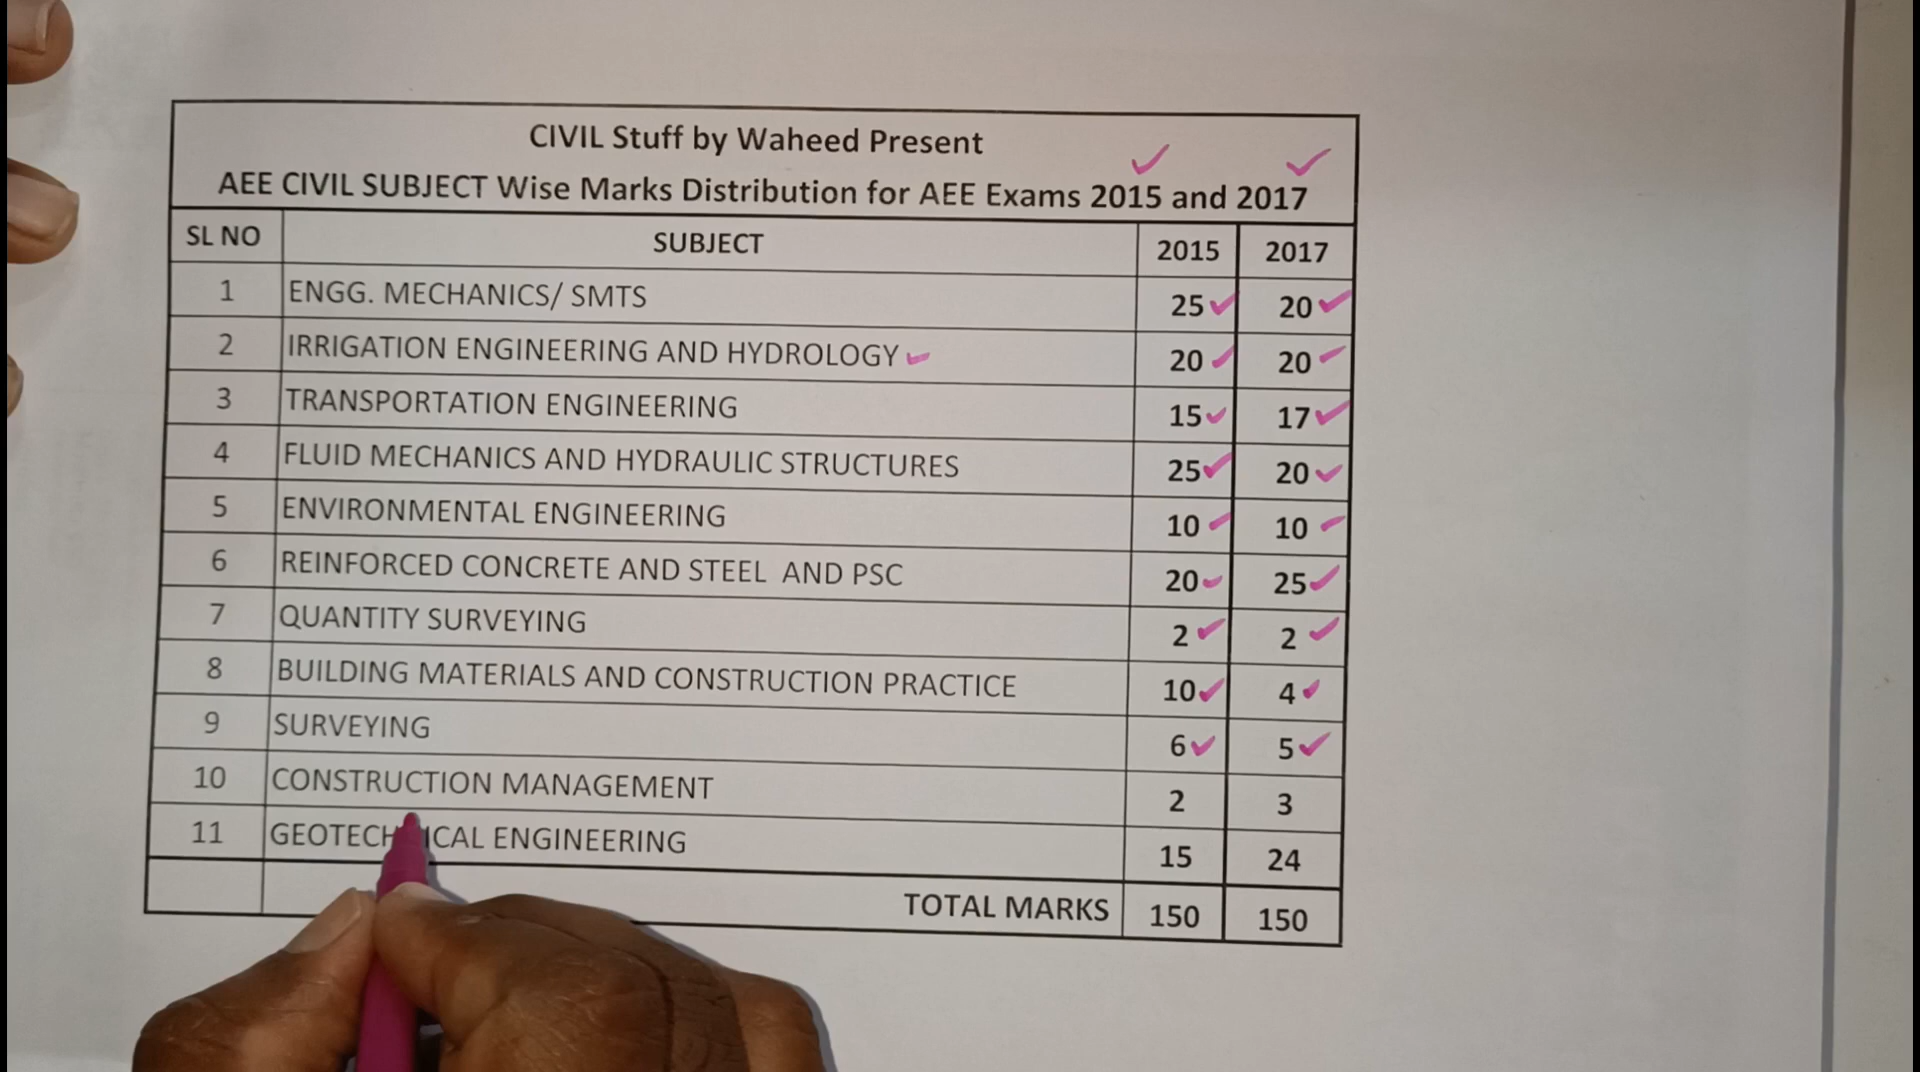 CIVIL Stuff by Waheed Present
AEE CIVIL SUBJECT Wise Marks Distribution for AEE Exams 2015 and 2017
SL NO SUBJECT 2015 2017
1 ENGG. MECHANICS/ SMTS 25 20
2 IRRIGATION ENGINEERING AND HYDROLOGY 20 20
3 TRANSPORTATION ENGINEERING 15 17
4 FLUID MECHANICS AND HYDRAULIC STRUCTURES 25 20
5 ENVIRONMENTAL ENGINEERING 10 10
6 REINFORCED CONCRETE AND STEEL AND PSC 20 25
7 QUANTITY SURVEYING 2 2
8 BUILDING MATERIALS AND CONSTRUCTION PRACTICE 10 4
9 SURVEYING 6 5
10 CONSTRUCTION MANAGEMENT 2 3
11 GEOTECHNICAL ENGINEERING 15 24
TOTAL MARKS 150 150